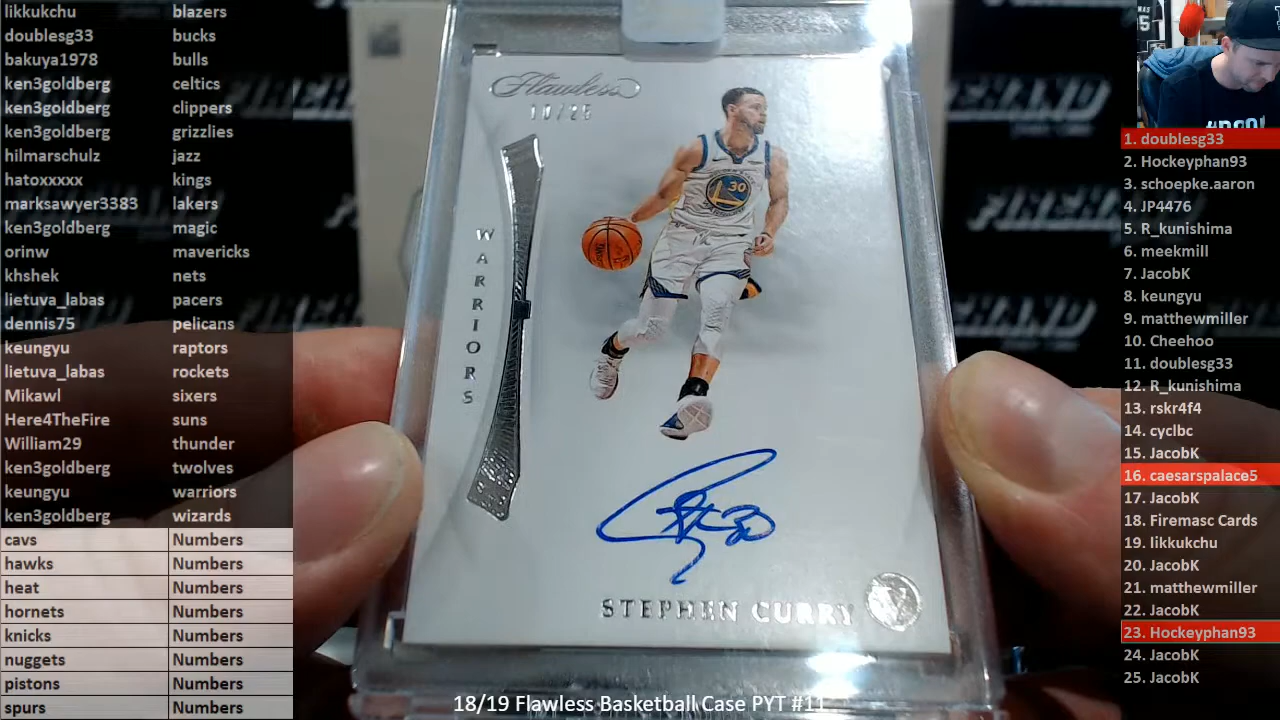 likkukchu blazers
doublesg33 bucks
bakuya1978 bulls
ken3goldberg celtics
ken3goldberg clippers
ken3goldberg grizzlies
hilmarschulz jazz
hatoxxxxx kings
marksawyer3383 lakers
ken3goldberg magic
orinw mavericks
khshek nets
lietuva_labas pacers
dennis75 pelicans
keungyu raptors
lietuva_labas rockets
Mikawl sixers
Here4TheFire suns
William29 thunder
ken3goldberg twolves
keungyu warriors
ken3goldberg wizards
cavs Numbers
hawks Numbers
heat Numbers
hornets Numbers
knicks Numbers
nuggets Numbers
pistons Numbers
spurs Numbers
Flawless
10/25
WARRIORS
30
STEPHEN CURRY
18/19 Flawless Basketball Case PYT #11
1. doublesg33
2. Hockeyphan93
3. schoepke.aaron
4. JP4476
5. R_kunishima
6. meekmill
7. JacobK
8. keungyu
9. matthewmiller
10. Cheehoo
11. doublesg33
12. R_kunishima
13. rskr4f4
14. cyclbc
15. JacobK
16. caesarspalace5
17. JacobK
18. Firemasc Cards
19. likkukchu
20. JacobK
21. matthewmiller
22. JacobK
23. Hockeyphan93
24. JacobK
25. JacobK